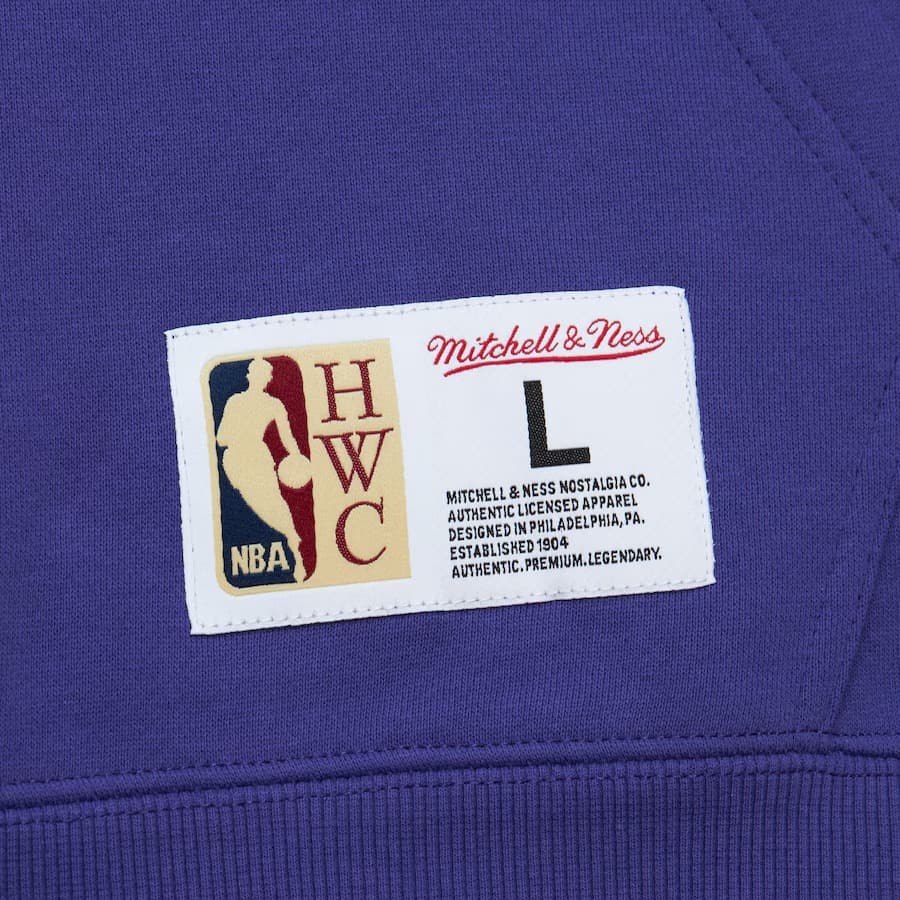 Mitchell & Ness
L
H
W
C
NBA
MITCHELL & NESS NOSTALGIA CO.
AUTHENTIC LICENSED APPAREL
DESIGNED IN PHILADELPHIA, PA.
ESTABLISHED 1904
AUTHENTIC. PREMIUM. LEGENDARY.